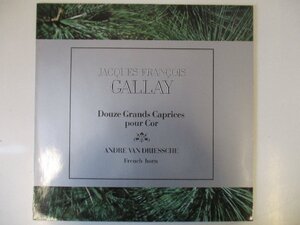 JACQUES FRANÇOIS
GALLAY
Douze Grands Caprices
pour Cor
ANDRE VAN DRIESSCHE
French horn